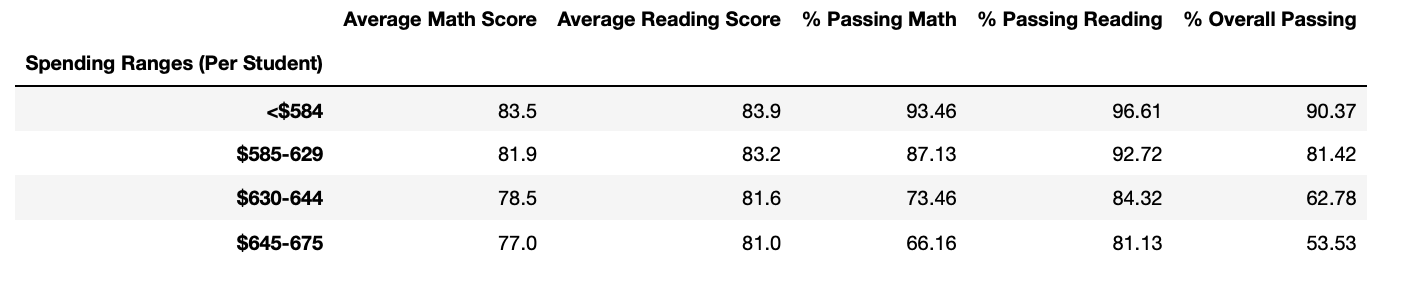 Average Math Score Average Reading Score % Passing Math % Passing Reading % Overall Passing
Spending Ranges (Per Student)
<$584 83.5 83.9 93.46 96.61 90.37
$585-629 81.9 83.2 87.13 92.72 81.42
$630-644 78.5 81.6 73.46 84.32 62.78
$645-675 77.0 81.0 66.16 81.13 53.53